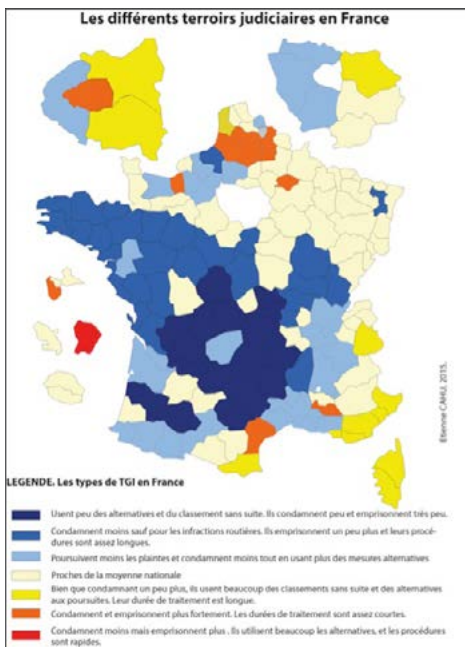 Les différents terroirs judiciaires en France
Etienne CAHU, 2015.
LEGENDE. Les types de TGI en France
Usent peu des alternatives et du classement sans suite. Ils condamnent peu et emprisonnent très peu.
Condamnent moins sauf pour les infractions routières. Ils emprisonnent un peu plus et leurs procé-
dures sont assez longues.
Poursuivent moins les plaintes et condamnent moins tout en usant plus des mesures alternatives
Proches de la moyenne nationale
Bien que condamnant un peu plus, ils usent beaucoup des classements sans suite et des alternatives
aux poursuites. Leur durée de traitement est longue.
Condamnent et emprisonnent plus fortement. Les durées de traitement sont assez courtes.
Condamnent moins mais emprisonnent plus . Ils utilisent beaucoup les alternatives, et les procédures
sont rapides.